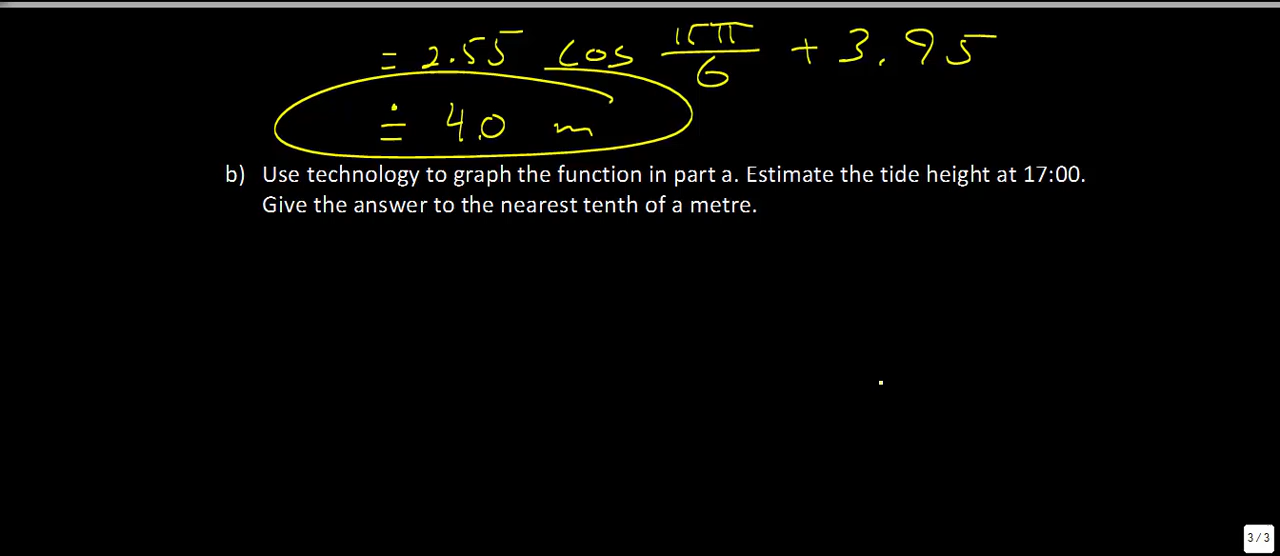 = 2.55 cos 15π/6 + 3.95
≐ 4.0 m
b) Use technology to graph the function in part a. Estimate the tide height at 17:00.
Give the answer to the nearest tenth of a metre.
3 / 3